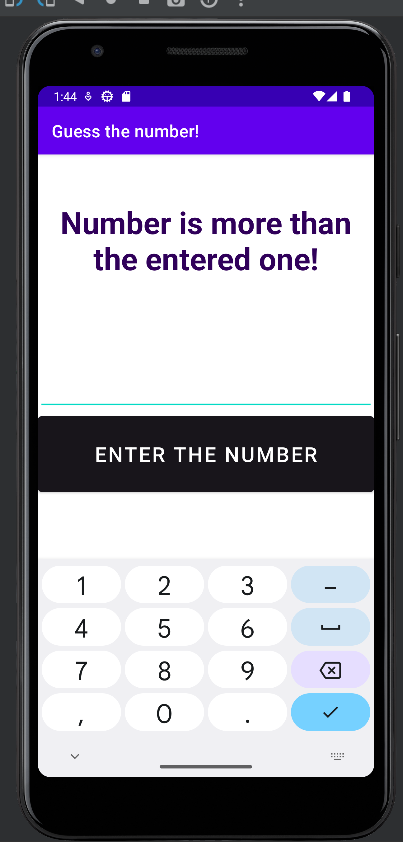 1:44
Guess the number!
Number is more than
the entered one!
ENTER THE NUMBER
1 2 3 –
4 5 6
7 8 9
, 0 .